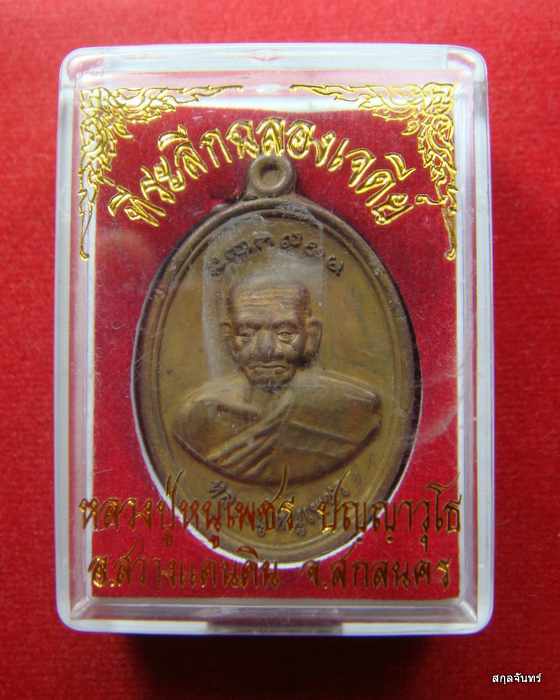 ที่ระลึกฉลองเจดีย์
หลวงปู่หนูเพชร ปญฺญาวุโธ
อ.สว่างแดนดิน จ.สกลนคร
สกุลจันทร์